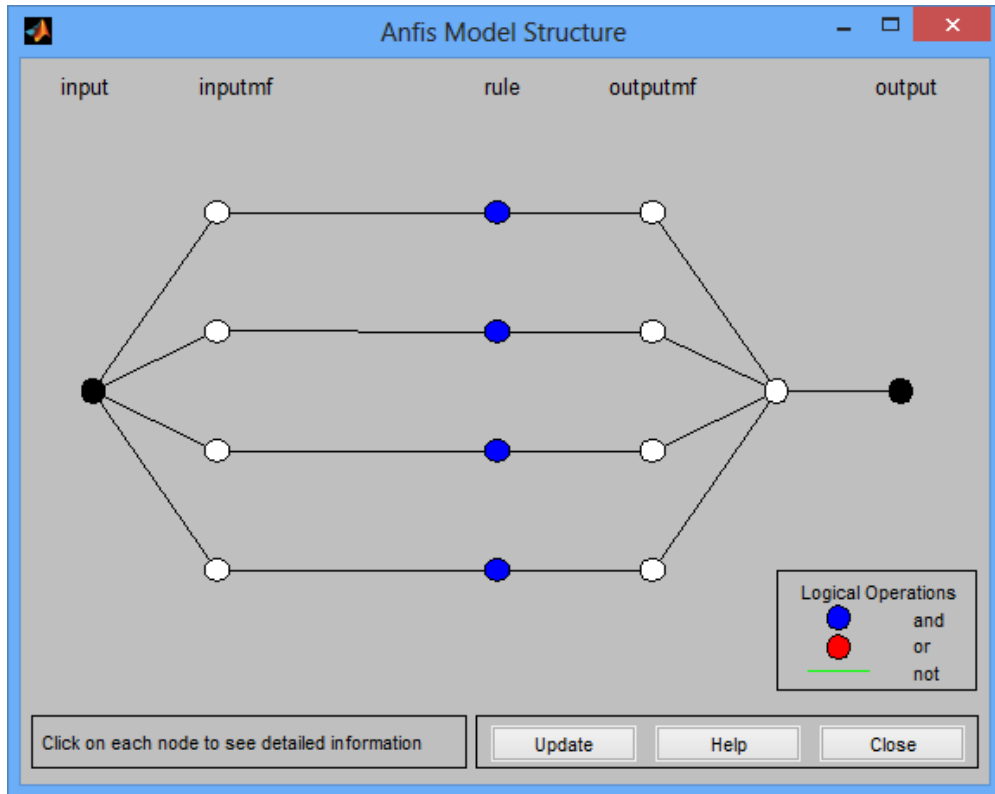 Anfis Model Structure
input inputmf rule outputmf output
Logical Operations
and
or
not
Click on each node to see detailed information
Update Help Close